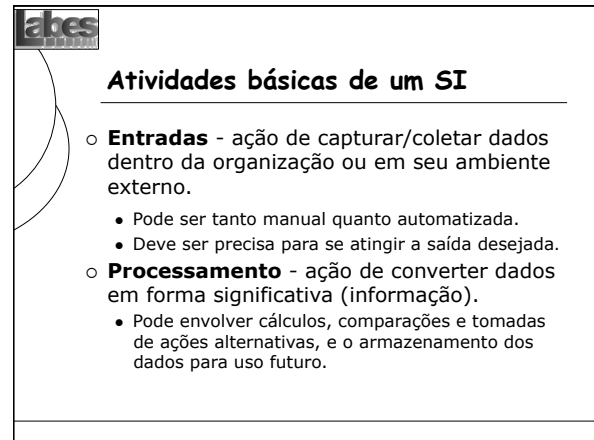 Labes
Atividades básicas de um SI
Entradas - ação de capturar/coletar dados
dentro da organização ou em seu ambiente
externo.
Pode ser tanto manual quanto automatizada.
Deve ser precisa para se atingir a saída desejada.
Processamento - ação de converter dados
em forma significativa (informação).
Pode envolver cálculos, comparações e tomadas
de ações alternativas, e o armazenamento dos
dados para uso futuro.